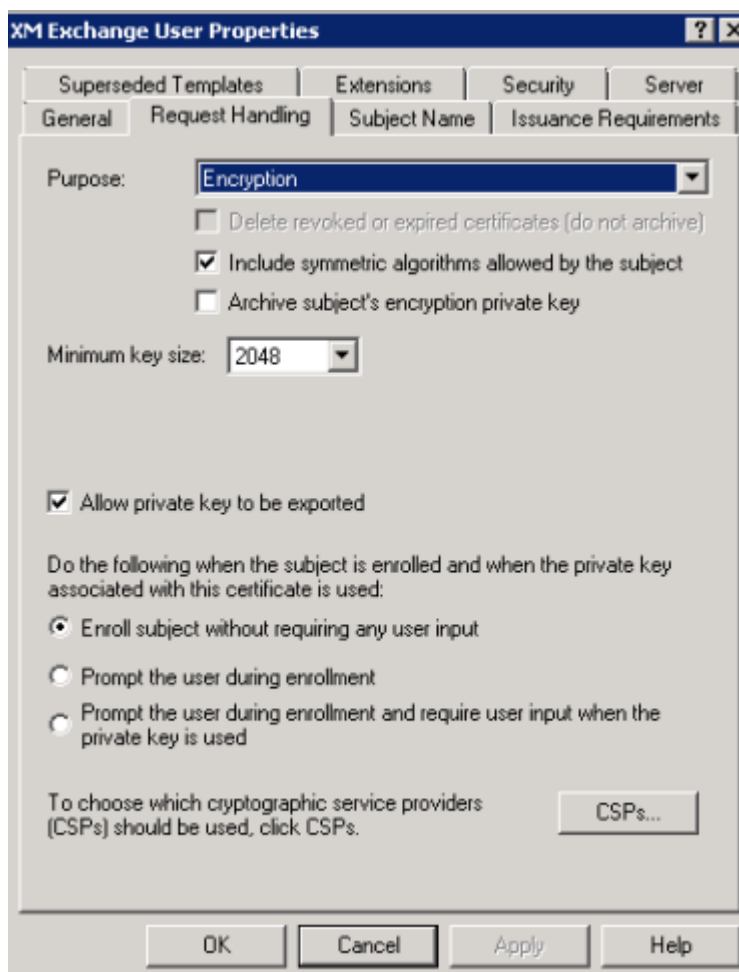 XM Exchange User Properties
Superseded Templates Extensions Security Server
General Request Handling Subject Name Issuance Requirements
Purpose: Encryption
Delete revoked or expired certificates (do not archive)
Include symmetric algorithms allowed by the subject
Archive subject's encryption private key
Minimum key size: 2048
Allow private key to be exported
Do the following when the subject is enrolled and when the private key
associated with this certificate is used:
Enroll subject without requiring any user input
Prompt the user during enrollment
Prompt the user during enrollment and require user input when the
private key is used
To choose which cryptographic service providers
(CSPs) should be used, click CSPs.
CSPs...
OK Cancel Apply Help